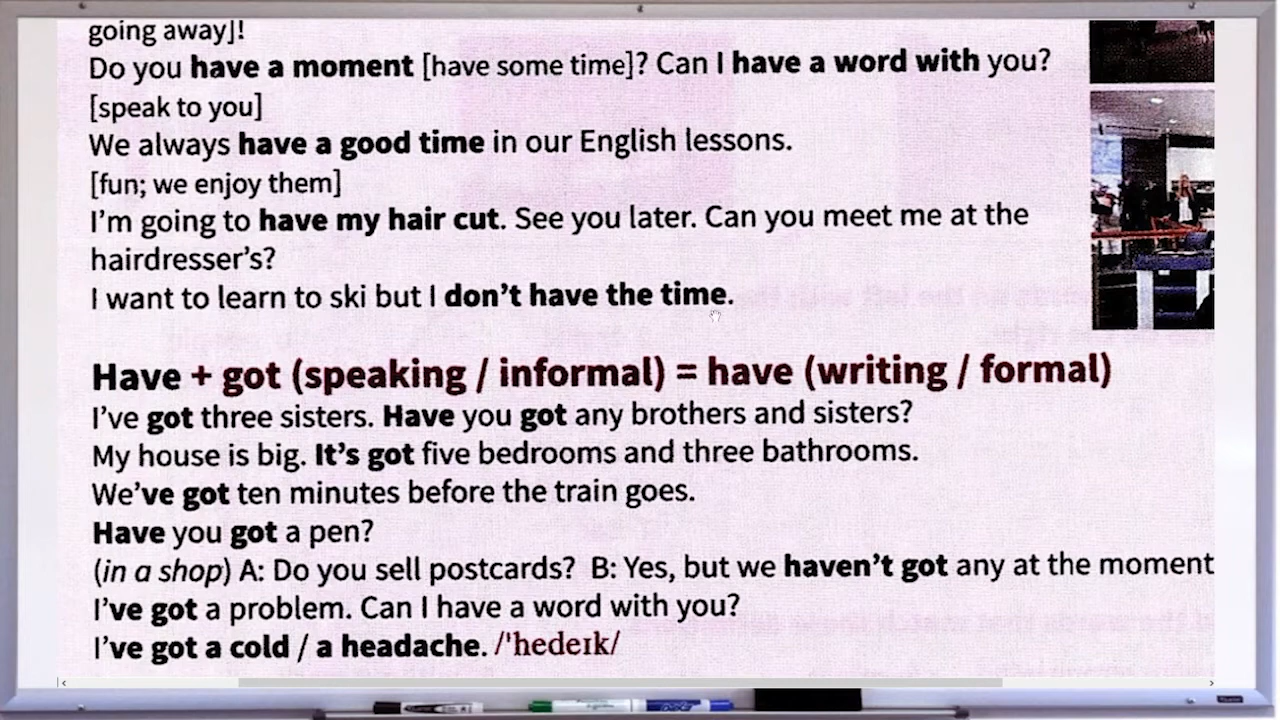 going away]!
Do you have a moment [have some time]? Can I have a word with you?
[speak to you]
We always have a good time in our English lessons.
[fun; we enjoy them]
I'm going to have my hair cut. See you later. Can you meet me at the
hairdresser's?
I want to learn to ski but I don't have the time.
Have + got (speaking / informal) = have (writing / formal)
I've got three sisters. Have you got any brothers and sisters?
My house is big. It's got five bedrooms and three bathrooms.
We've got ten minutes before the train goes.
Have you got a pen?
(in a shop) A: Do you sell postcards? B: Yes, but we haven't got any at the moment
I've got a problem. Can I have a word with you?
I've got a cold / a headache. /'hedeɪk/